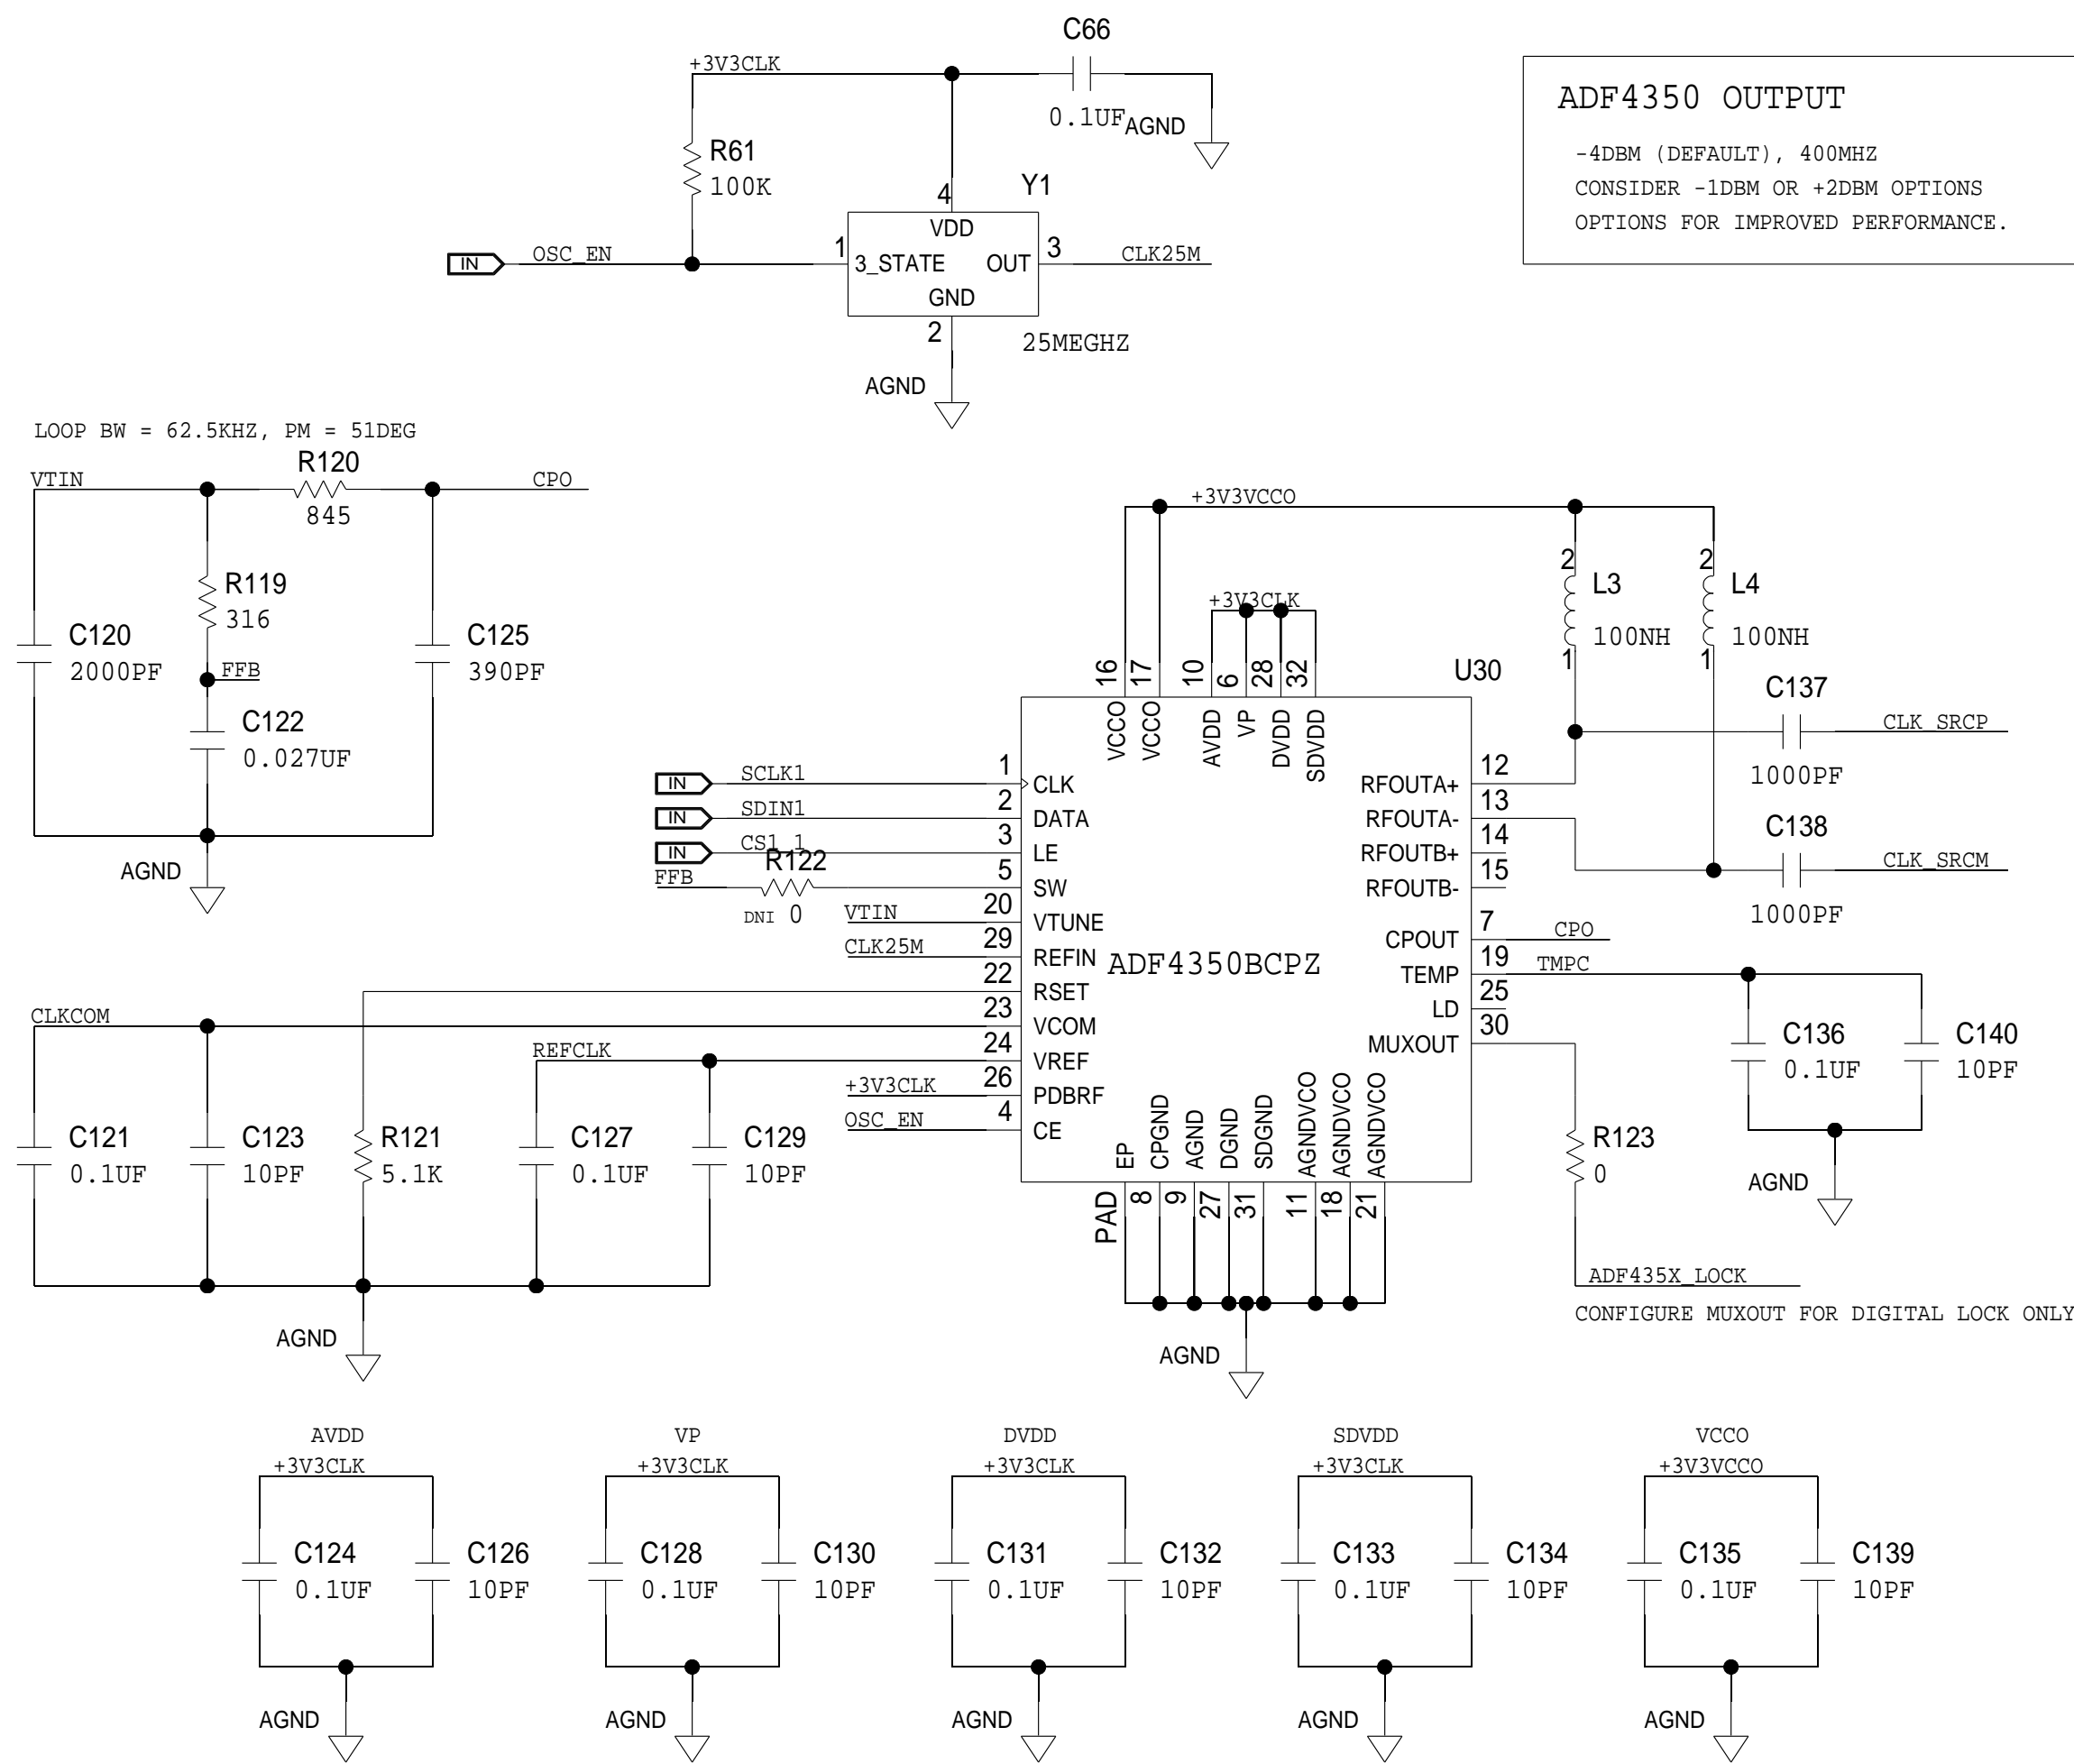 C66
+3V3CLK
0.1UF
AGND
R61
100K
Y1
4
VDD
IN
OSC_EN
1
3_STATE
OUT
3
CLK25M
GND
2
25MEGHZ
AGND
ADF4350 OUTPUT
-4DBM (DEFAULT), 400MHZ
CONSIDER -1DBM OR +2DBM OPTIONS
OPTIONS FOR IMPROVED PERFORMANCE.
LOOP BW = 62.5KHZ, PM = 51DEG
VTIN
R120
845
CPO
R119
316
C120
2000PF
FFB
C125
390PF
C122
0.027UF
AGND
+3V3VCCO
2
L3
100NH
1
2
L4
100NH
1
+3V3CLK
16
17
10
6
28
32
U30
VCCO
VCCO
AVDD
VP
DVDD
SDVDD
C137
CLK_SRCP
1000PF
C138
CLK_SRCM
1000PF
IN
SCLK1
1
CLK
IN
SDIN1
2
DATA
IN
CS1_1
3
LE
FFB
R122
DNI
0
5
SW
VTIN
20
VTUNE
CLK25M
29
REFIN
22
RSET
23
VCOM
24
VREF
+3V3CLK
26
PDBRF
OSC_EN
4
CE
ADF4350BCPZ
RFOUTA+
12
RFOUTA-
13
RFOUTB+
14
RFOUTB-
15
CPOUT
7
CPO
TEMP
19
TMPC
LD
25
MUXOUT
30
EP
CPGND
AGND
DGND
SDGND
AGNDVCO
AGNDVCO
AGNDVCO
PAD
8
9
27
31
11
18
21
AGND
CLKCOM
REFCLK
C121
0.1UF
C123
10PF
R121
5.1K
C127
0.1UF
C129
10PF
AGND
C136
0.1UF
C140
10PF
AGND
R123
0
ADF435X_LOCK
CONFIGURE MUXOUT FOR DIGITAL LOCK ONLY
AVDD
+3V3CLK
C124
0.1UF
C126
10PF
AGND
VP
+3V3CLK
C128
0.1UF
C130
10PF
AGND
DVDD
+3V3CLK
C131
0.1UF
C132
10PF
AGND
SDVDD
+3V3CLK
C133
0.1UF
C134
10PF
AGND
VCCO
+3V3VCCO
C135
0.1UF
C139
10PF
AGND